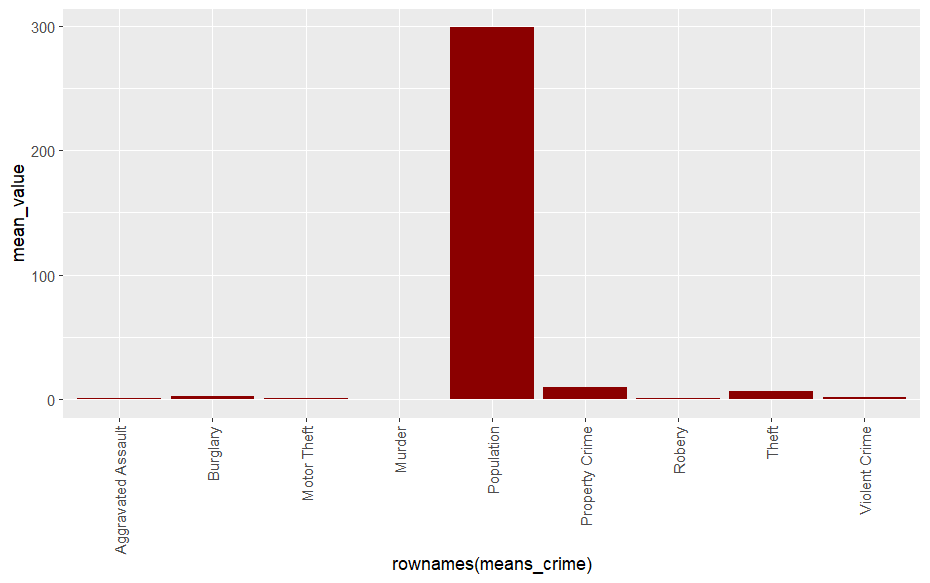 300
200
100
0
mean_value
Aggravated Assault
Burglary
Motor Theft
Murder
Population
Property Crime
Robery
Theft
Violent Crime
rownames(means_crime)